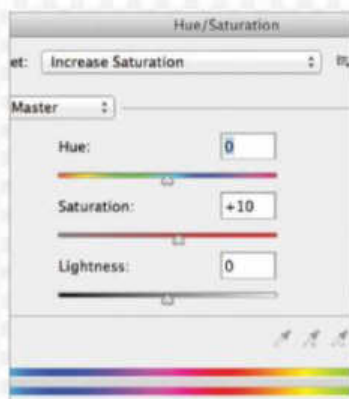 Hue/Saturation
et: Increase Saturation
Master
Hue: 0
Saturation: +10
Lightness: 0